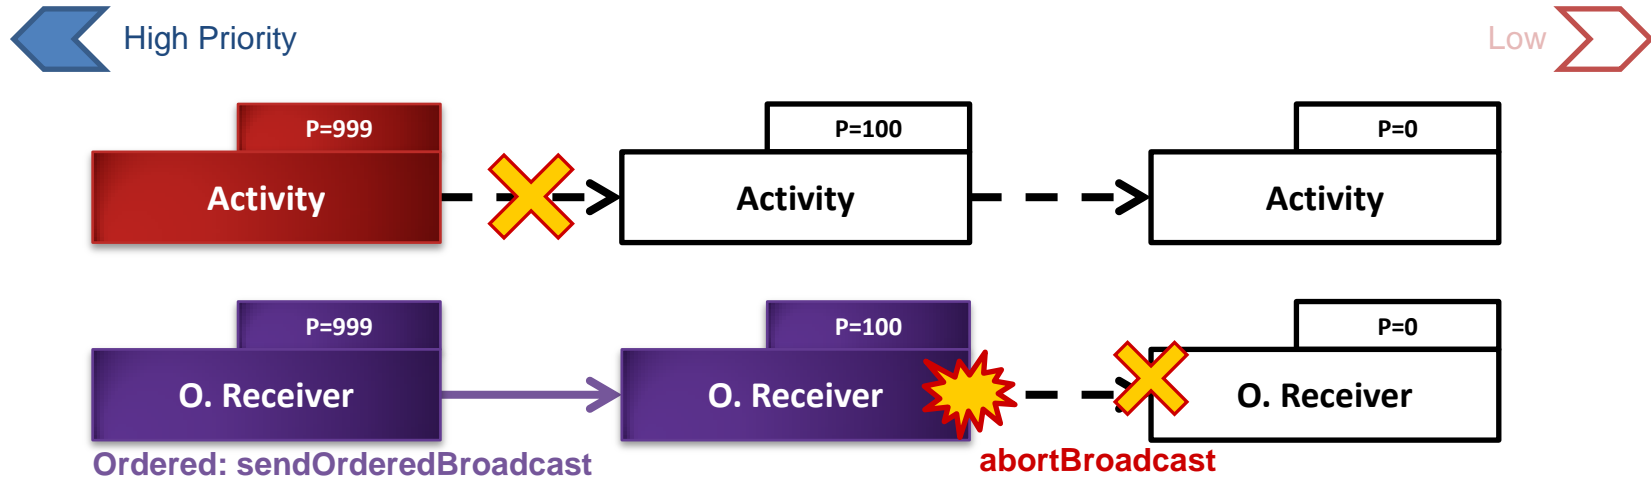 High Priority
Low
P=999
P=100
P=0
Activity
Activity
Activity
P=999
P=100
P=0
O. Receiver
O. Receiver
O. Receiver
Ordered: sendOrderedBroadcast
abortBroadcast